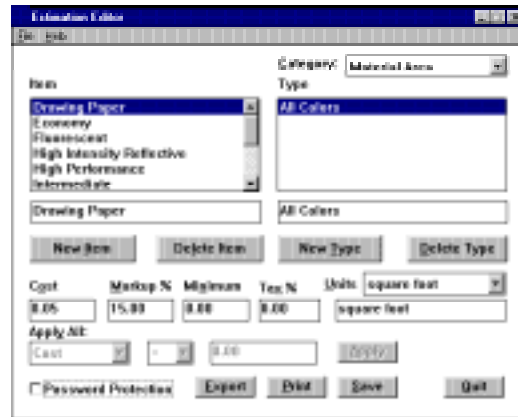 Estimation Editor
File Help
Category: Material-Area
Item Type
Drawing Paper All Colors
Economy
Fluorescent
High Intensity Reflective
High Performance
Intermediate
Drawing Paper All Colors
New Item Delete Item New Type Delete Type
Cost Markup % Minimum Tax % Units square foot
0.05 15.00 0.00 0.00 square foot
Apply All:
Cost - 0.00 Apply
Password Protection Export Print Save Quit